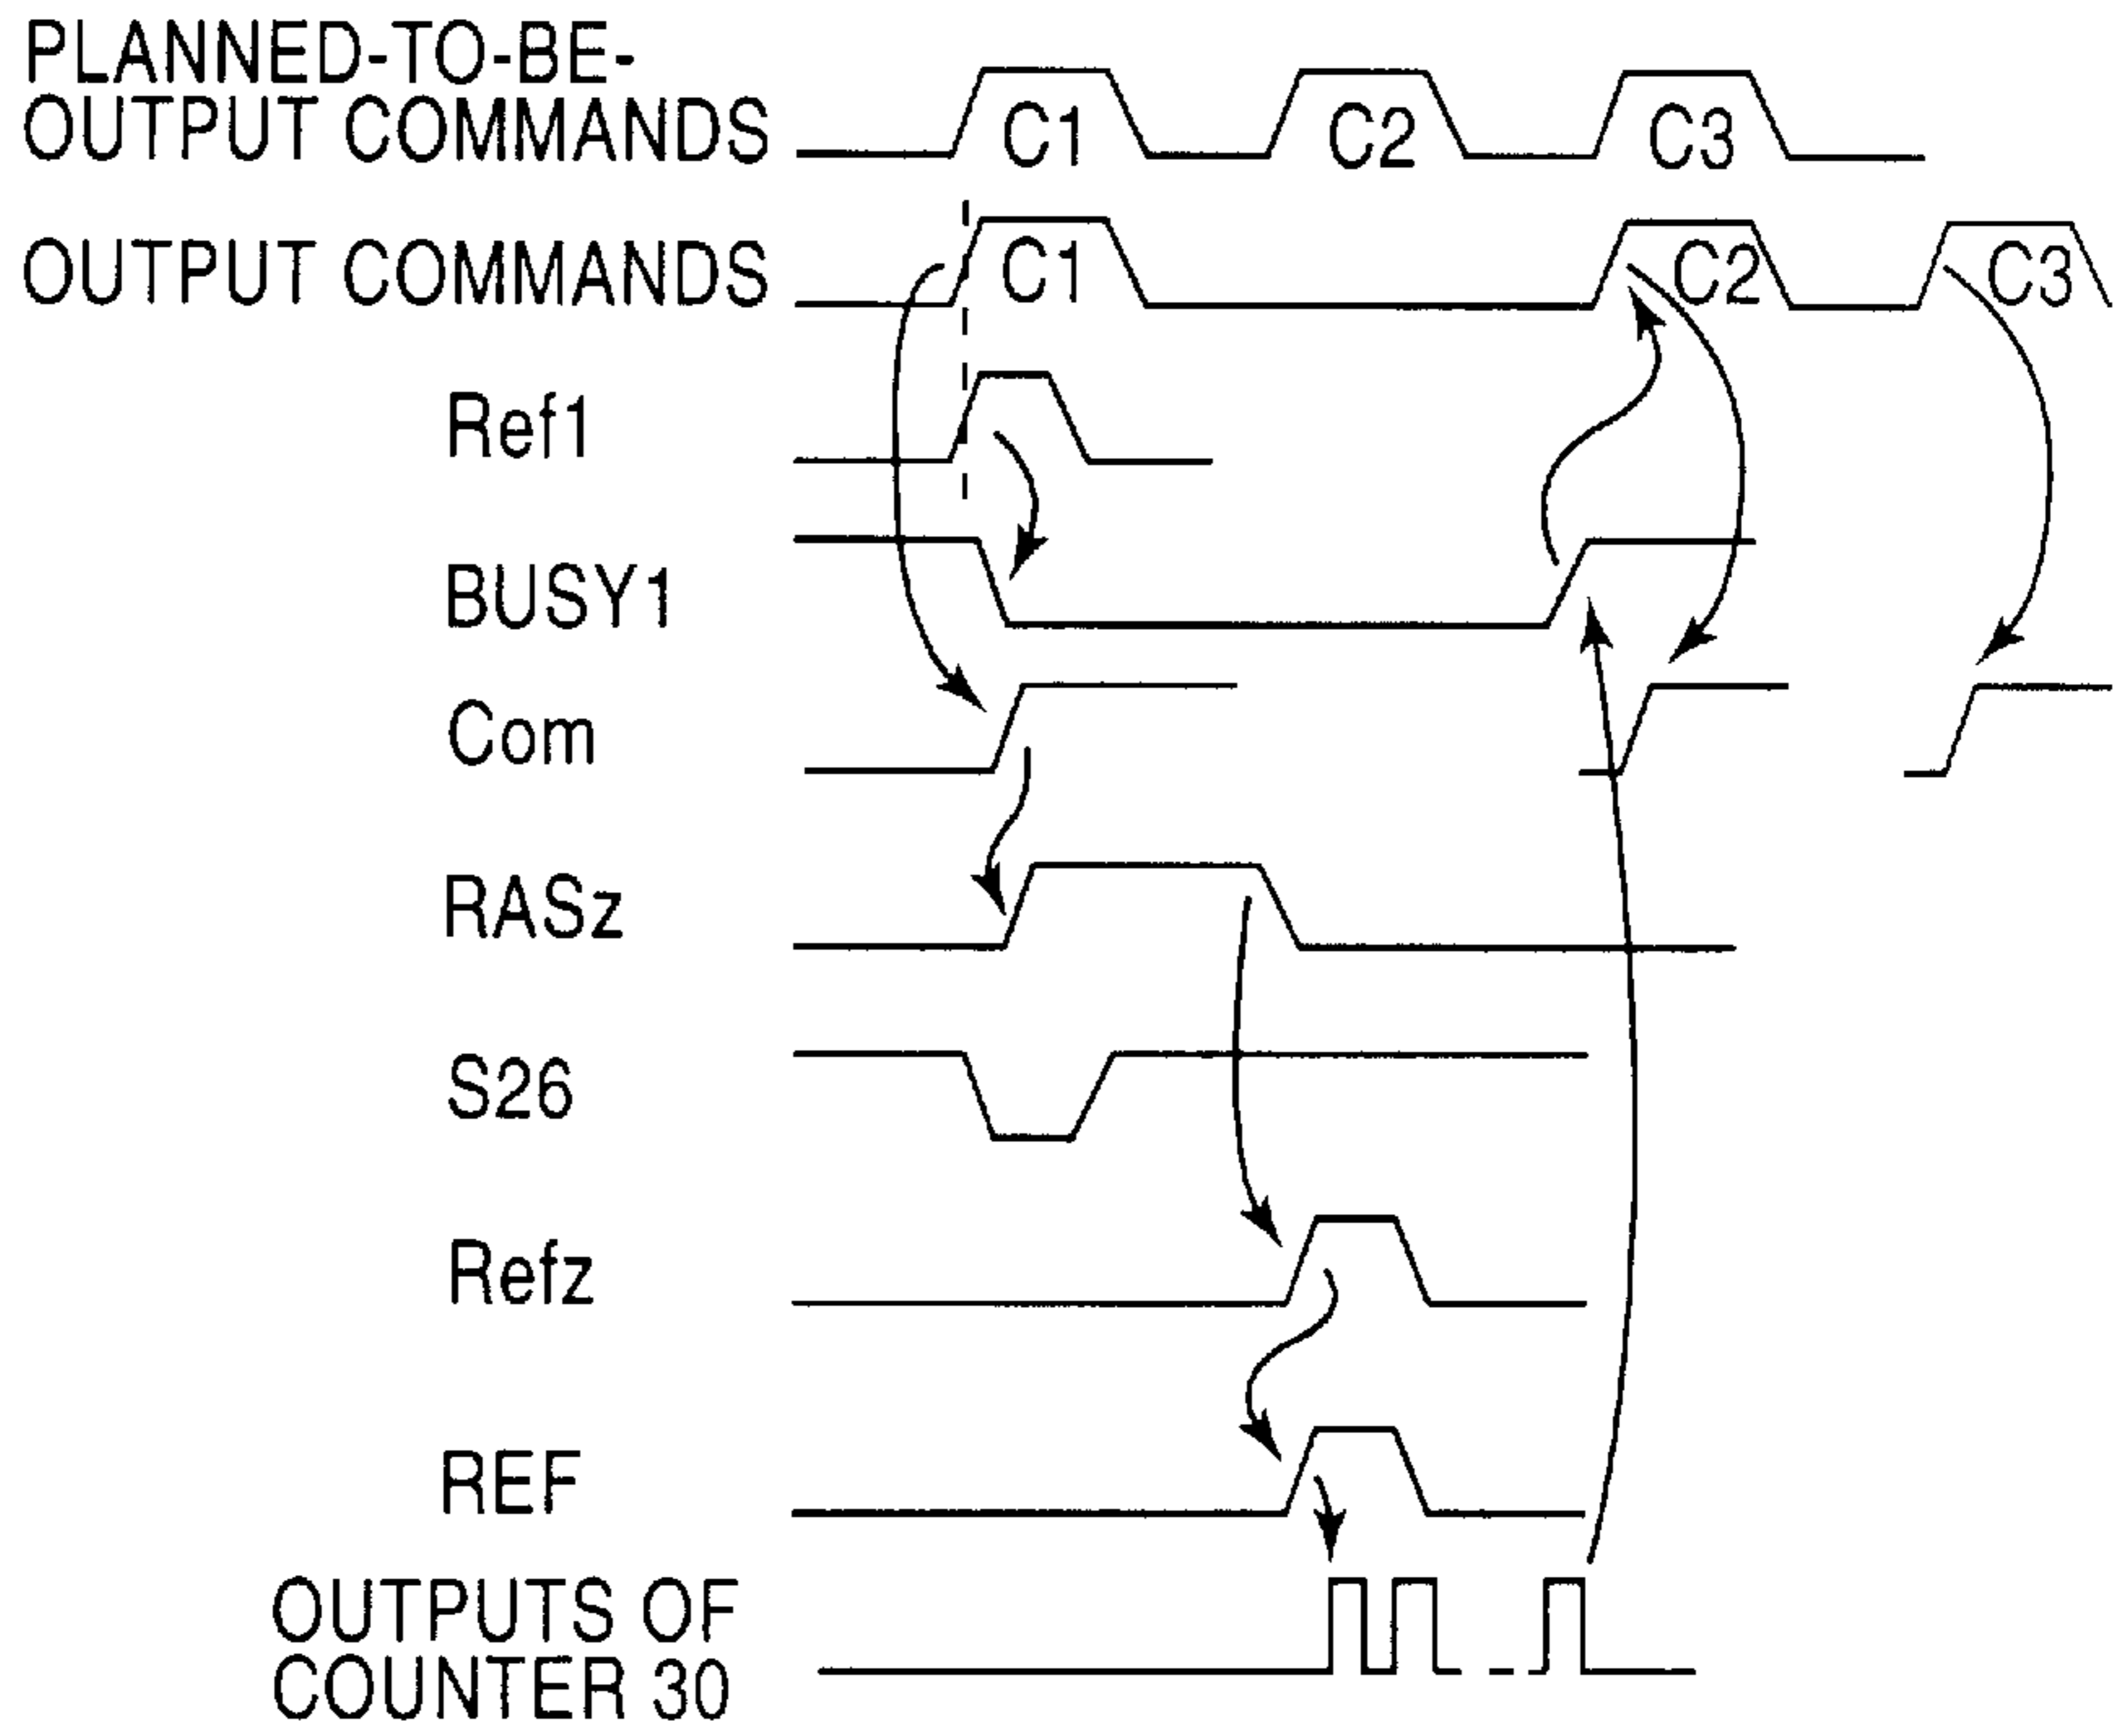 PLANNED-TO-BE-
OUTPUT COMMANDS
C1 C2 C3
OUTPUT COMMANDS
C1 C2 C3
Ref1
BUSY1
Com
RASz
S26
Refz
REF
OUTPUTS OF
COUNTER 30